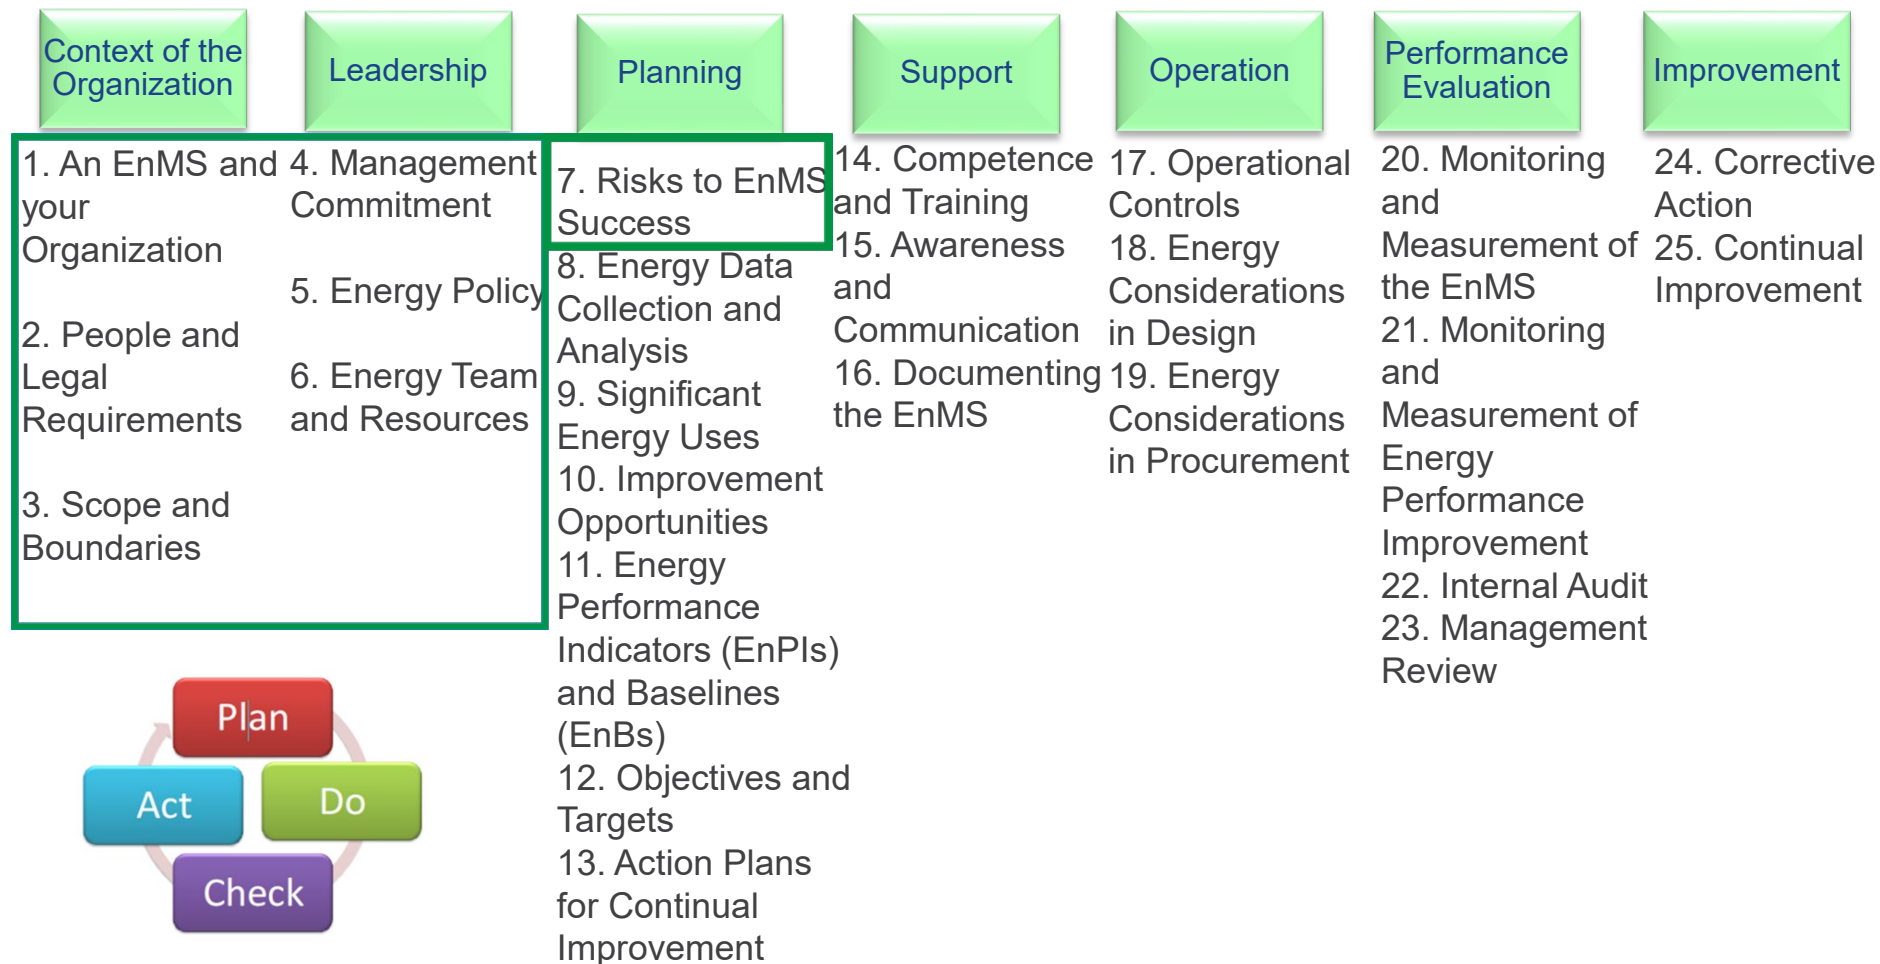 Context of the
Organization
Leadership
Planning
Support
Operation
Performance
Evaluation
Improvement
1. An EnMS and
your
Organization
2. People and
Legal
Requirements
3. Scope and
Boundaries
4. Management
Commitment
5. Energy Policy
6. Energy Team
and Resources
7. Risks to EnMS
Success
8. Energy Data
Collection and
Analysis
9. Significant
Energy Uses
10. Improvement
Opportunities
11. Energy
Performance
Indicators (EnPIs)
and Baselines
(EnBs)
12. Objectives and
Targets
13. Action Plans
for Continual
Improvement
14. Competence
and Training
15. Awareness
and
Communication
16. Documenting
the EnMS
17. Operational
Controls
18. Energy
Considerations
in Design
19. Energy
Considerations
in Procurement
20. Monitoring
and
Measurement of
the EnMS
21. Monitoring
and
Measurement of
Energy
Performance
Improvement
22. Internal Audit
23. Management
Review
24. Corrective
Action
25. Continual
Improvement
Plan
Act
Do
Check